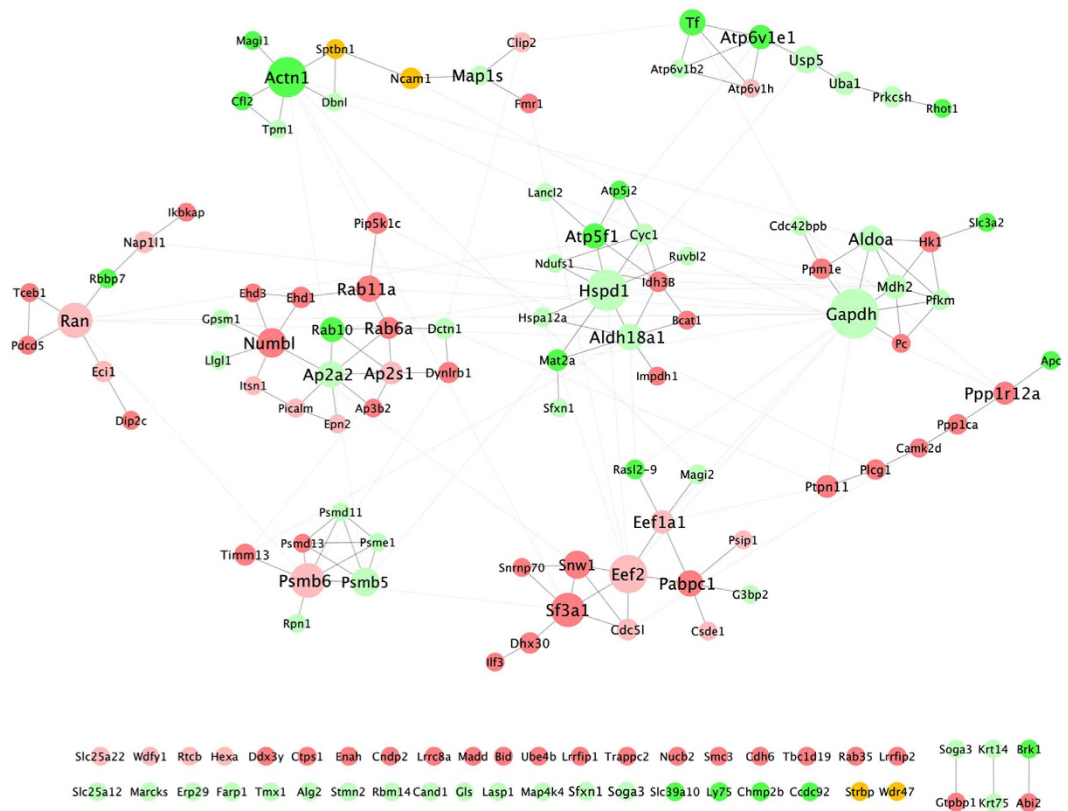 Magi1
Sptbn1
Clip2
Tf
Atp6v1e1
Actn1
Ncam1
Map1s
Atp6v1b2
Usp5
Cfl2
Dbnl
Fmr1
Atp6v1h
Uba1
Prkcsh
Tpm1
Rhot1
Ikbkap
Pip5k1c
Lancl2
Atp5j2
Cdc42bpb
Slc3a2
Nap1l1
Atp5f1
Cyc1
Aldoa
Hk1
Rbbp7
Ndufs1
Ruvbl2
Ppm1e
Tceb1
Ehd3
Ehd1
Rab11a
Hspd1
Idh3B
Mdh2
Pfkm
Ran
Gpsm1
Rab10
Rab6a
Dctn1
Hspa12a
Bcat1
Gapdh
Pdcd5
Llgl1
Numbl
Aldh18a1
Pc
Apc
Eci1
Itsn1
Ap2a2
Ap2s1
Dynlrb1
Mat2a
Impdh1
Ppp1r12a
Dip2c
Picalm
Ap3b2
Sfxn1
Ppp1ca
Epn2
Camk2d
Rasl2-9
Magi2
Ptpn11
Plcg1
Psmd11
Eef1a1
Timm13
Psmd13
Psme1
Psip1
Psmb6
Psmb5
Snrnp70
Snw1
Eef2
Pabpc1
G3bp2
Rpn1
Sf3a1
Cdc5l
Csde1
Dhx30
Ilf3
Slc25a22 Wdfy1 Rtcb Hexa Ddx3y Ctps1 Enah Cndp2 Lrrc8a Madd Bid Ube4b Lrrfip1 Trappc2 Nucb2 Smc3 Cdh6 Tbc1d19 Rab35 Lrrfip2
Soga3 Krt14 Brk1
Slc25a12 Marcks Erp29 Farp1 Tmx1 Alg2 Stmn2 Rbm14 Cand1 Gls Lasp1 Map4k4 Sfxn1 Soga3 Slc39a10 Ly75 Chmp2b Ccdc92 Strbp Wdr47
Gtpbp1 Krt75 Abi2